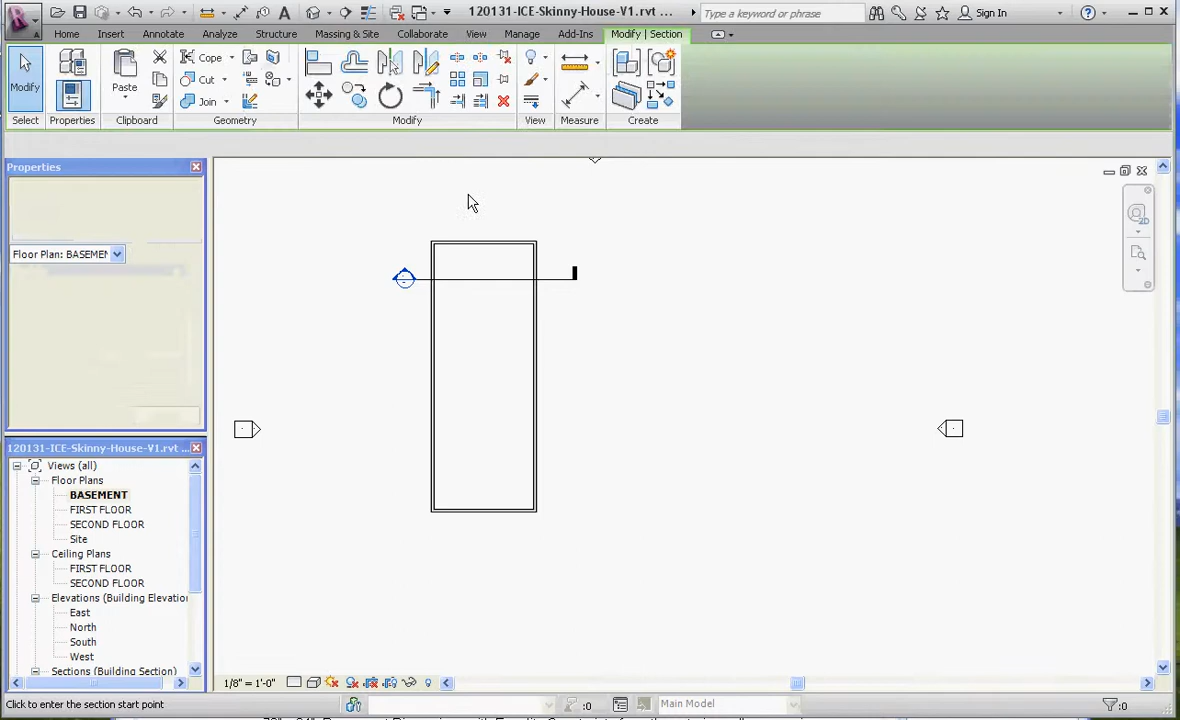 120131-ICE-Skinny-House-V1.rvt ...
Type a keyword or phrase
Sign In
Home Insert Annotate Analyze Structure Massing & Site Collaborate View Manage Add-Ins Modify | Section
Modify
Paste
Cope
Cut
Join
Select Properties Clipboard Geometry Modify View Measure Create
Properties
Floor Plan: BASEMEN
2D
120131-ICE-Skinny-House-V1.rvt ...
Views (all)
Floor Plans
BASEMENT
FIRST FLOOR
SECOND FLOOR
Site
Ceiling Plans
FIRST FLOOR
SECOND FLOOR
Elevations (Building Elevation
East
North
South
West
Sections (Building Section)
1/8" = 1'-0"
Click to enter the section start point
:0
Main Model
:0